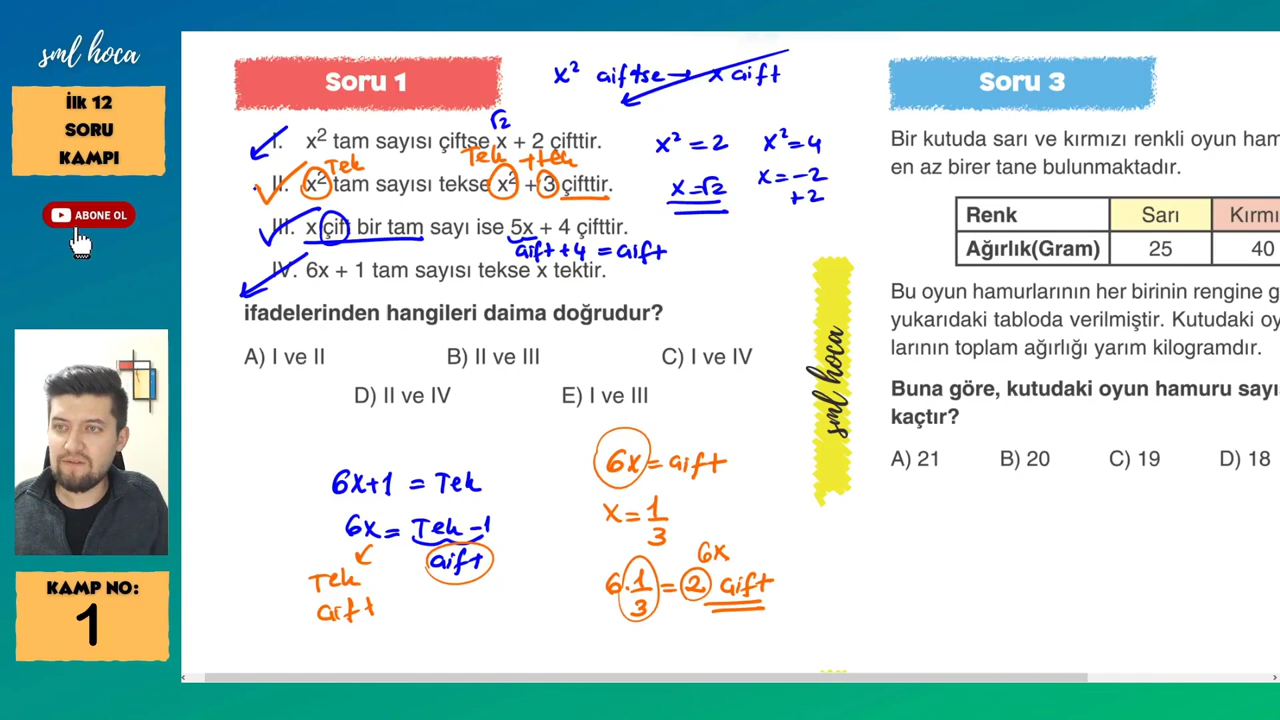 sml hoca
İlk 12
SORU
KAMPI
ABONE OL
KAMP NO:
1
Soru 1
x² çiftse → x çift
√2
I. x² tam sayısı çiftse x + 2 çifttir.
Tek Tek + tek
II. x² tam sayısı tekse x² + 3 çifttir.
III. x çift bir tam sayı ise 5x + 4 çifttir.
çift + 4 = çift
IV. 6x + 1 tam sayısı tekse x tektir.
x² = 2
x = √2
x² = 4
x = -2
+2
ifadelerinden hangileri daima doğrudur?
A) I ve II B) II ve III C) I ve IV
D) II ve IV E) I ve III
6x+1 = Tek
6x = Tek - 1
çift
Tek
çift
6x = çift
x = 1/3
6x
6 · 1/3 = 2 çift
sml hoca
Soru 3
Bir kutuda sarı ve kırmızı renkli oyun ham
en az birer tane bulunmaktadır.
Renk Sarı Kırmı
Ağırlık(Gram) 25 40
Bu oyun hamurlarının her birinin rengine g
yukarıdaki tabloda verilmiştir. Kutudaki oy
larının toplam ağırlığı yarım kilogramdır.
Buna göre, kutudaki oyun hamuru sayı
kaçtır?
A) 21 B) 20 C) 19 D) 18